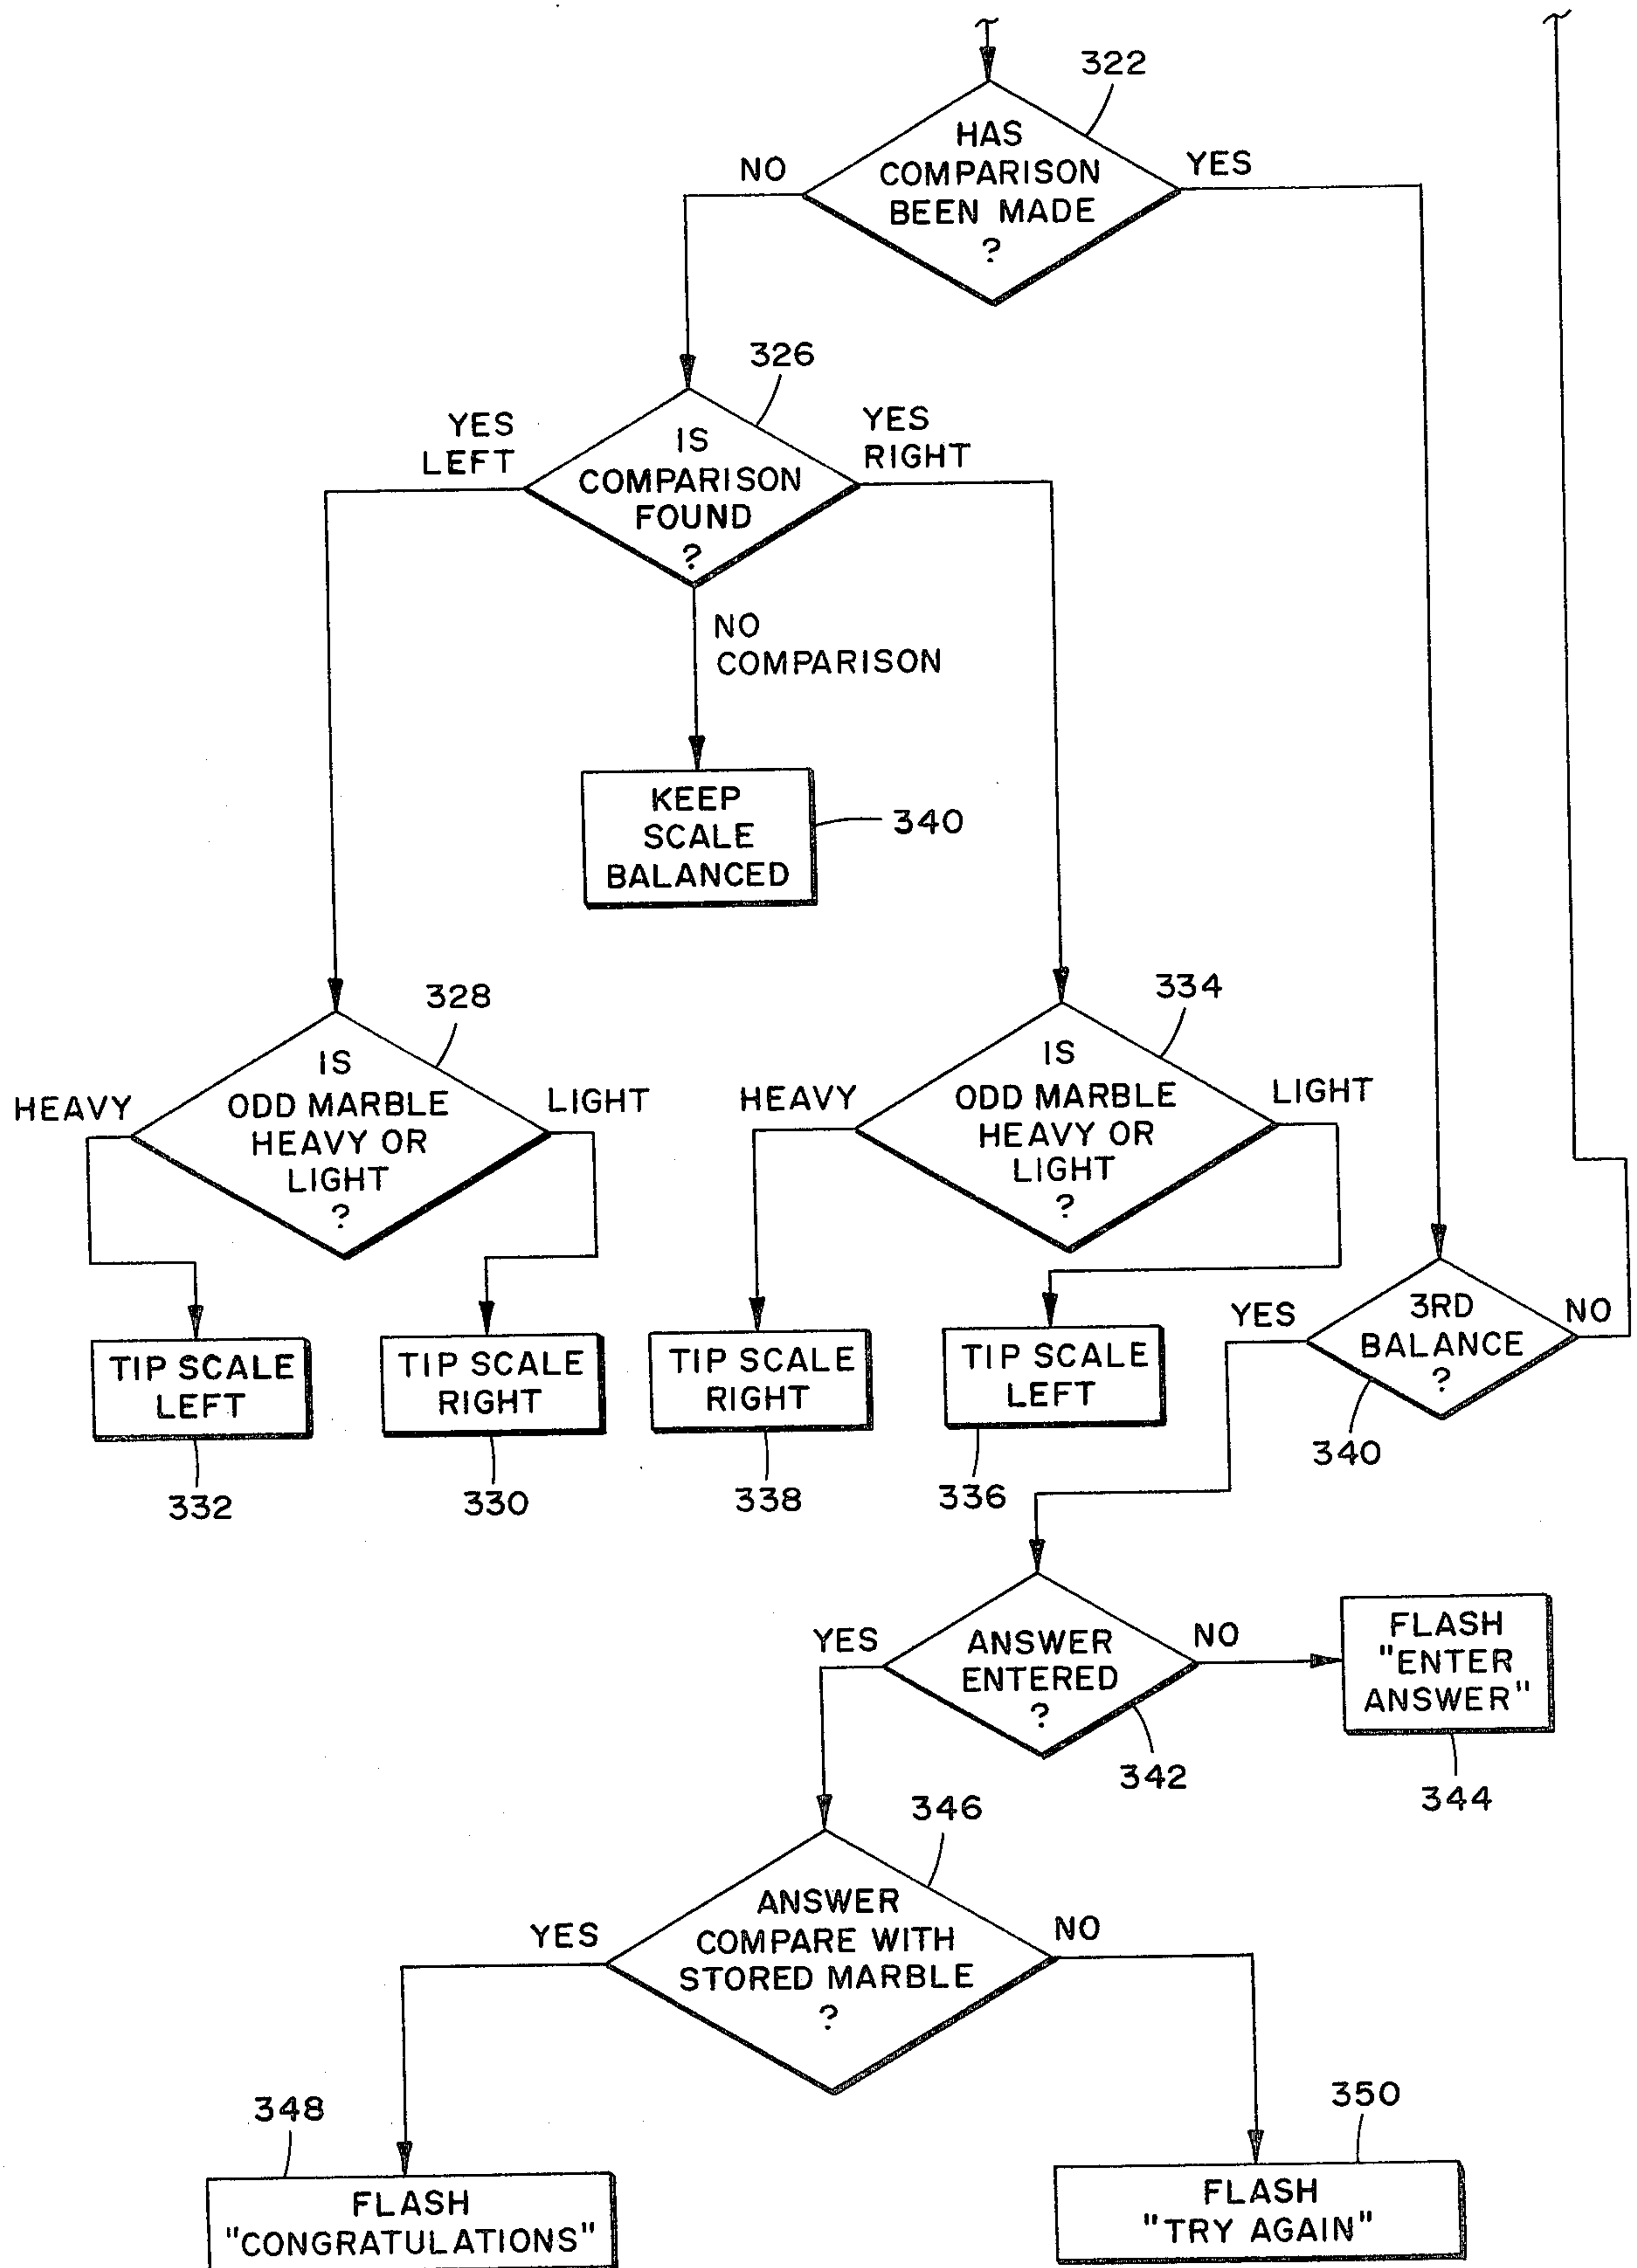 322
HAS
COMPARISON
BEEN MADE
?
NO
YES
326
YES
LEFT
IS
COMPARISON
FOUND
?
YES
RIGHT
NO
COMPARISON
KEEP
SCALE
BALANCED
340
328
IS
ODD MARBLE
HEAVY OR
LIGHT
?
HEAVY
LIGHT
334
IS
ODD MARBLE
HEAVY OR
LIGHT
?
HEAVY
LIGHT
TIP SCALE
LEFT
332
TIP SCALE
RIGHT
330
TIP SCALE
RIGHT
338
TIP SCALE
LEFT
336
YES
3RD
BALANCE
?
NO
340
YES
ANSWER
ENTERED
?
NO
342
FLASH
"ENTER
ANSWER"
344
346
YES
ANSWER
COMPARE WITH
STORED MARBLE
?
NO
348
FLASH
"CONGRATULATIONS"
350
FLASH
"TRY AGAIN"